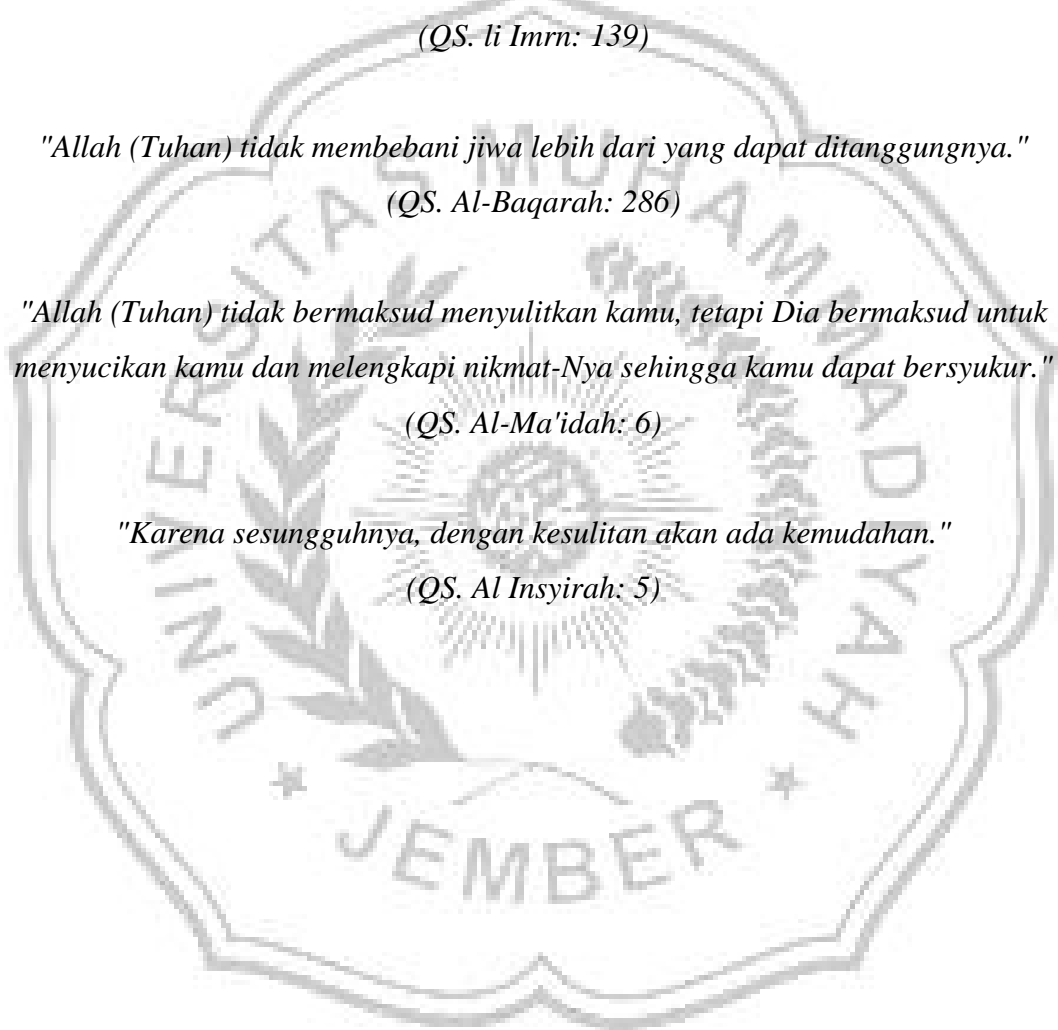 (QS. li Imrn: 139)
"Allah (Tuhan) tidak membebani jiwa lebih dari yang dapat ditanggungnya."
(QS. Al-Baqarah: 286)
"Allah (Tuhan) tidak bermaksud menyulitkan kamu, tetapi Dia bermaksud untuk
menyucikan kamu dan melengkapi nikmat-Nya sehingga kamu dapat bersyukur."
(QS. Al-Ma'idah: 6)
"Karena sesungguhnya, dengan kesulitan akan ada kemudahan."
(QS. Al Insyirah: 5)
UNIVERSITAS MUHAMMADIYAH
JEMBER